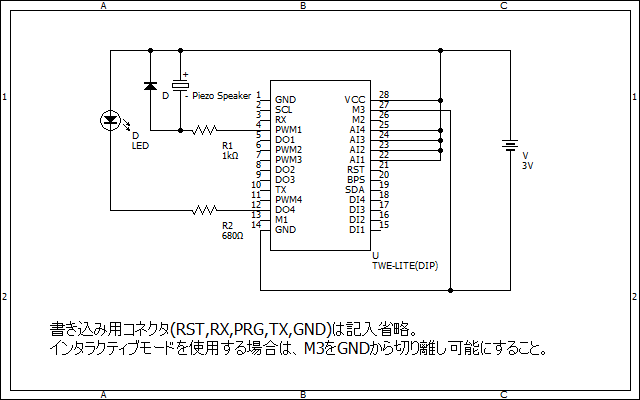 A B C
1 1
+
D
- Piezo Speaker
D
LED
R1
1kΩ
R2
680Ω
1 GND
2 SCL
3 RX
4 PWM1
5 DO1
6 PWM2
7 PWM3
8 DO2
9 DO3
10 TX
11 PWM4
12 DO4
13 M1
14 GND
VCC 28
M3 27
M2 26
AI4 25
AI3 24
AI2 23
AI1 22
RST 21
BPS 20
SDA 19
DI4 18
DI3 17
DI2 16
DI1 15
U
TWE-LITE(DIP)
V
3V
2 2
書き込み用コネクタ(RST,RX,PRG,TX,GND)は記入省略。
インタラクティブモードを使用する場合は、M3をGNDから切り離し可能にすること。
A B C